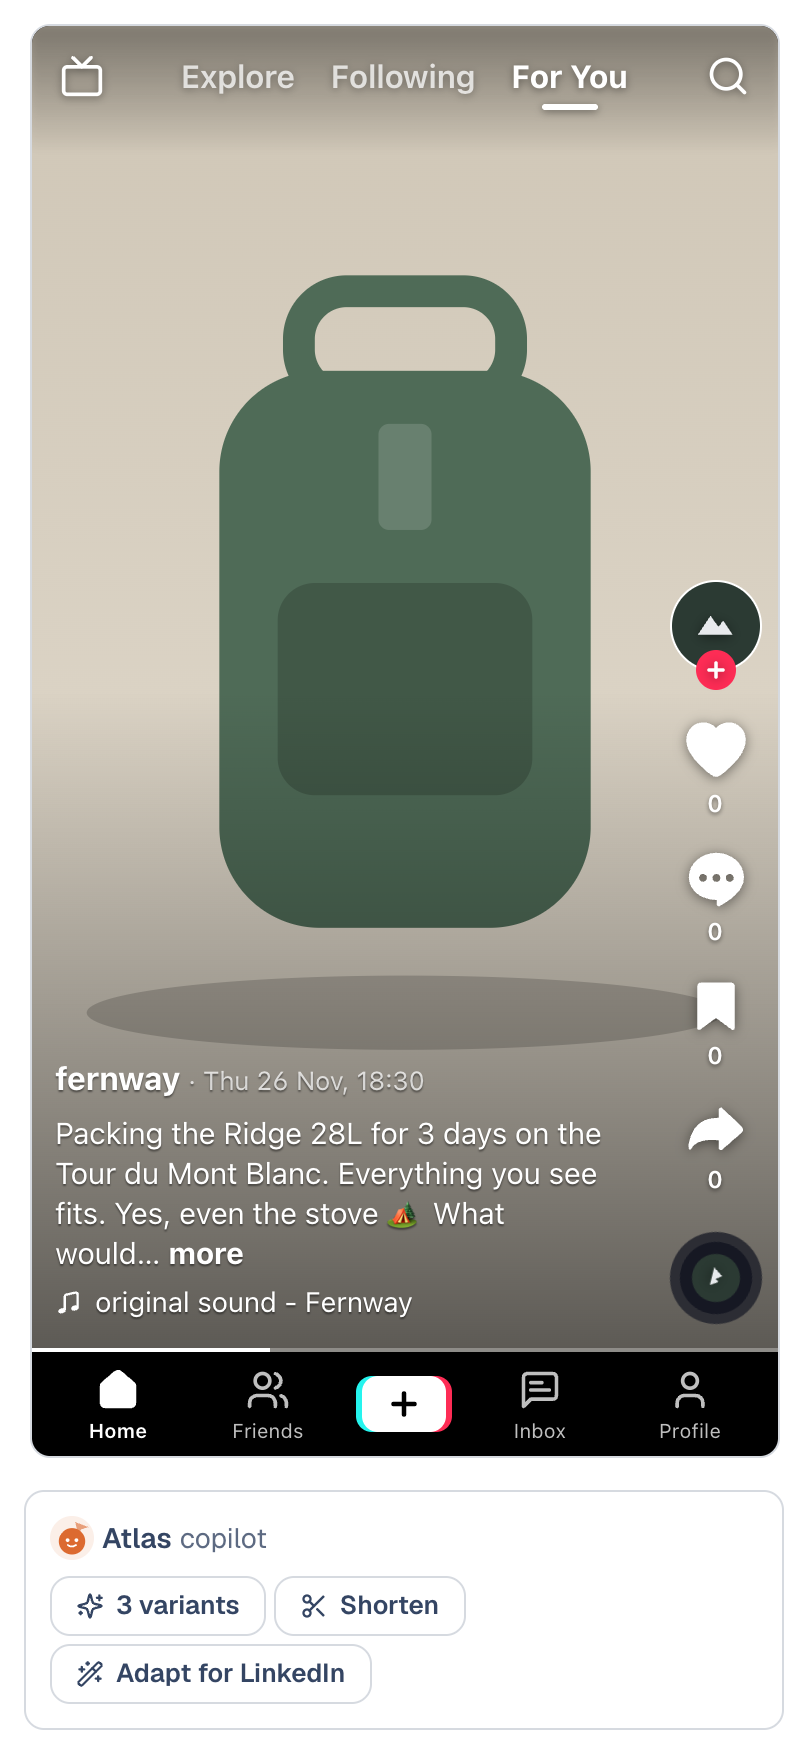 Explore Following For You
0
0
0
0
fernway · Thu 26 Nov, 18:30
Packing the Ridge 28L for 3 days on the
Tour du Mont Blanc. Everything you see
fits. Yes, even the stove 🏕️ What
would... more
original sound - Fernway
Home Friends Inbox Profile
Atlas copilot
3 variants Shorten
Adapt for LinkedIn